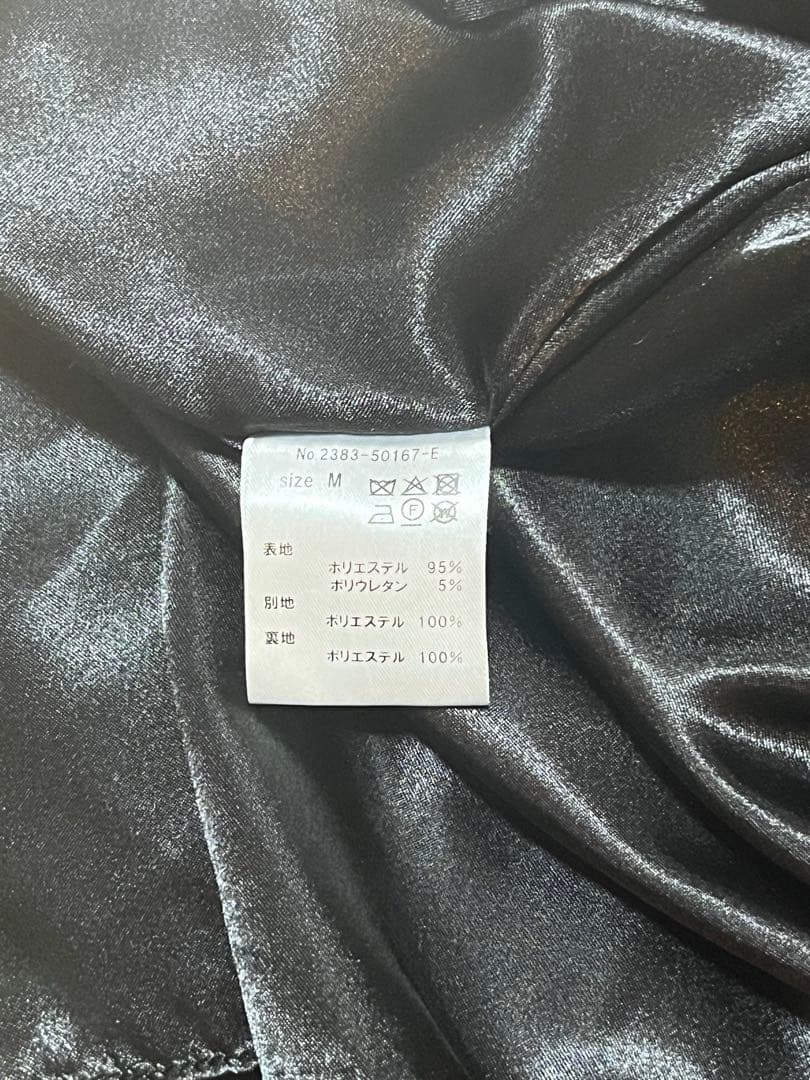 No.2383-50167-E
size M
F
W
表地
ポリエステル 95%
ポリウレタン 5%
別地
ポリエステル 100%
裏地
ポリエステル 100%